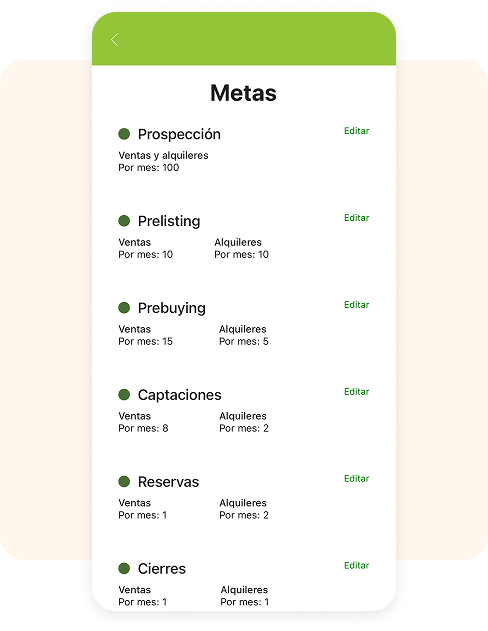 Metas
Prospección Editar
Ventas y alquileres
Por mes: 100
Prelisting Editar
Ventas Alquileres
Por mes: 10 Por mes: 10
Prebuying Editar
Ventas Alquileres
Por mes: 15 Por mes: 5
Captaciones Editar
Ventas Alquileres
Por mes: 8 Por mes: 2
Reservas Editar
Ventas Alquileres
Por mes: 1 Por mes: 2
Cierres Editar
Ventas Alquileres
Por mes: 1 Por mes: 1